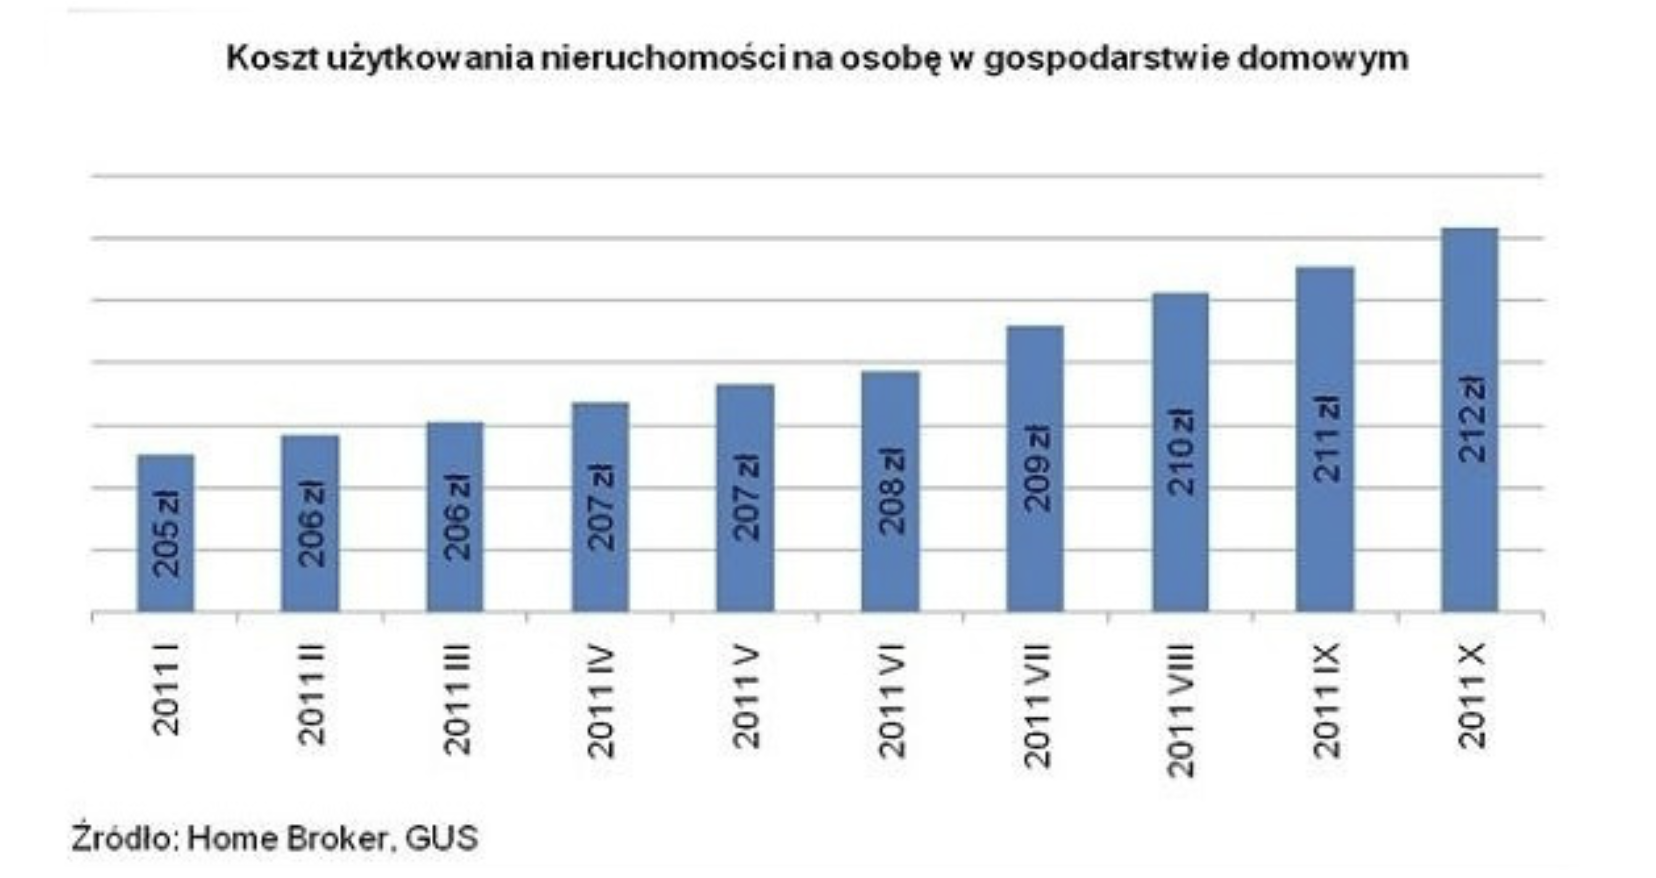 Koszt użytkowania nieruchomości na osobę w gospodarstwie domowym
205 zł
206 zł
206 zł
207 zł
207 zł
208 zł
209 zł
210 zł
211 zł
212 zł
2011 I
2011 II
2011 III
2011 IV
2011 V
2011 VI
2011 VII
2011 VIII
2011 IX
2011 X
Źródło: Home Broker, GUS